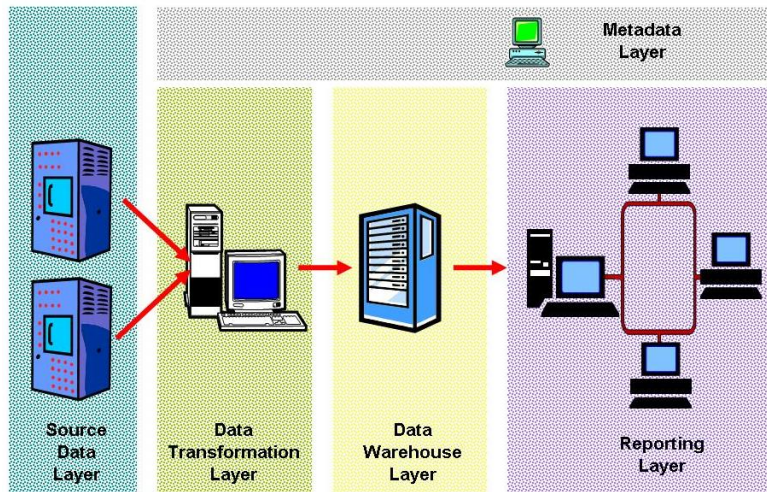 Metadata
Layer
Source
Data
Layer
Data
Transformation
Layer
Data
Warehouse
Layer
Reporting
Layer